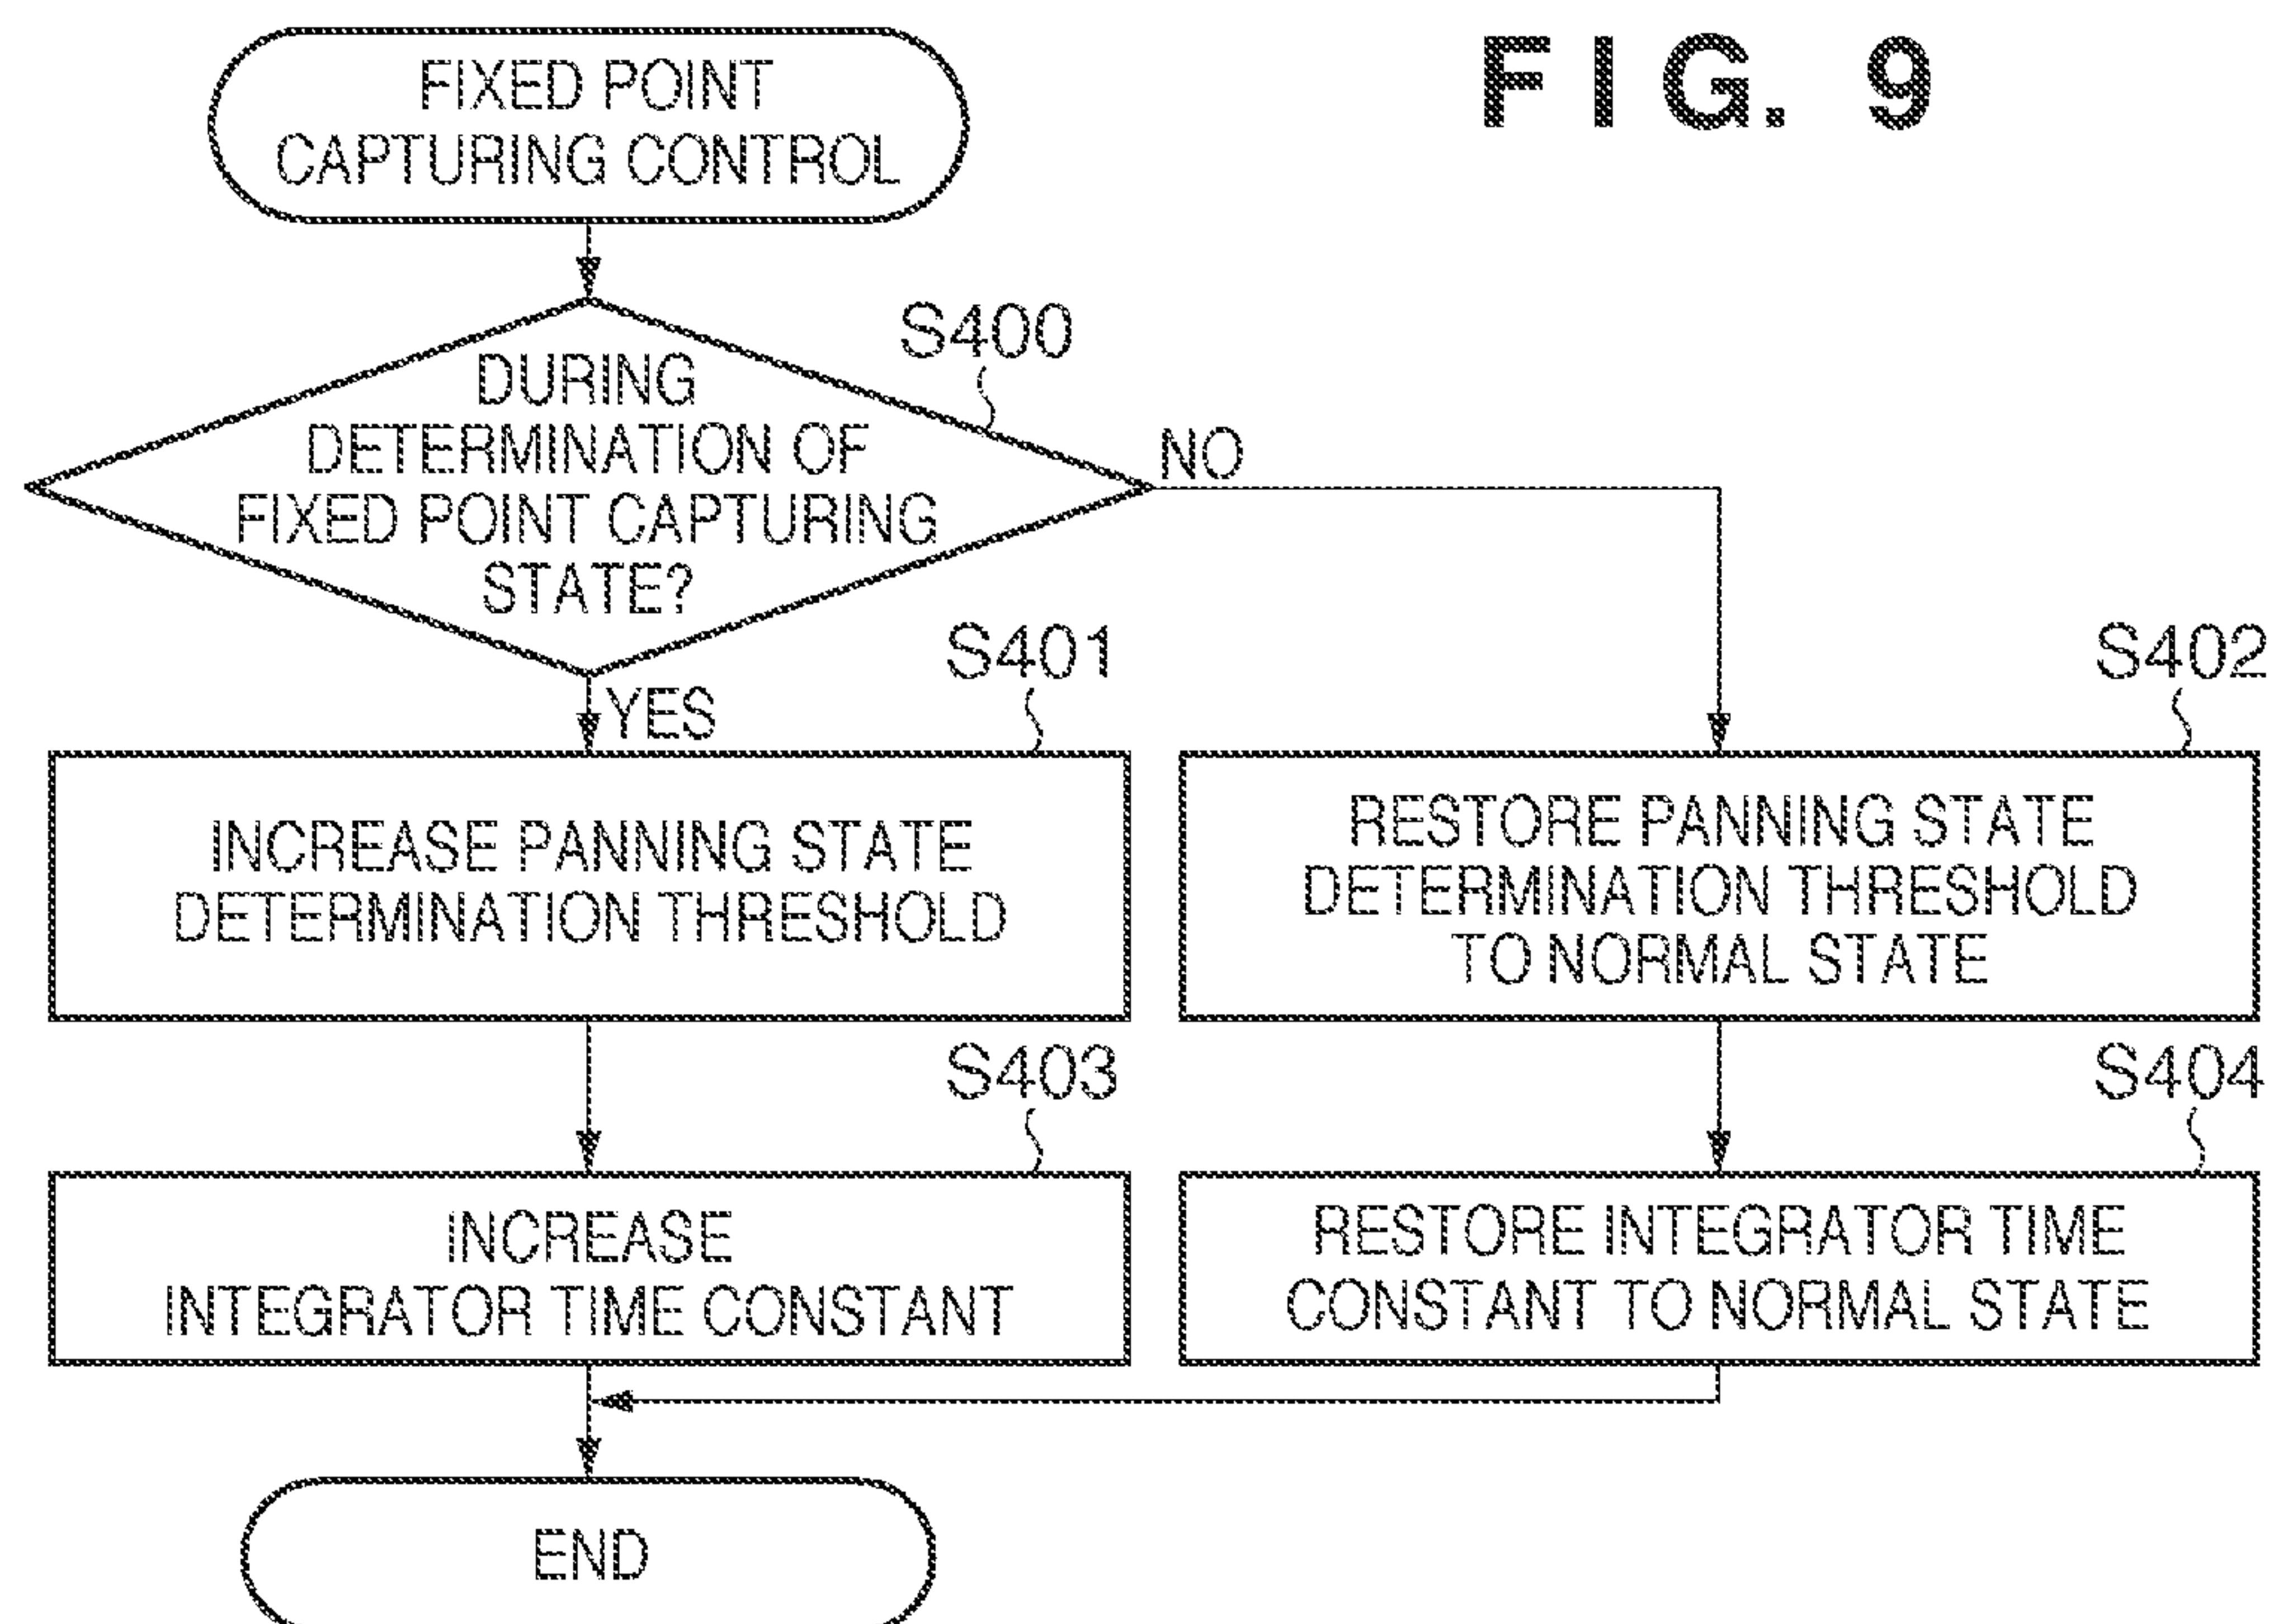 FIG. 9
FIXED POINT
CAPTURING CONTROL
S400
DURING
DETERMINATION OF
FIXED POINT CAPTURING
STATE?
NO
YES
S401
INCREASE PANNING STATE
DETERMINATION THRESHOLD
S402
RESTORE PANNING STATE
DETERMINATION THRESHOLD
TO NORMAL STATE
S403
INCREASE
INTEGRATOR TIME CONSTANT
S404
RESTORE INTEGRATOR TIME
CONSTANT TO NORMAL STATE
END